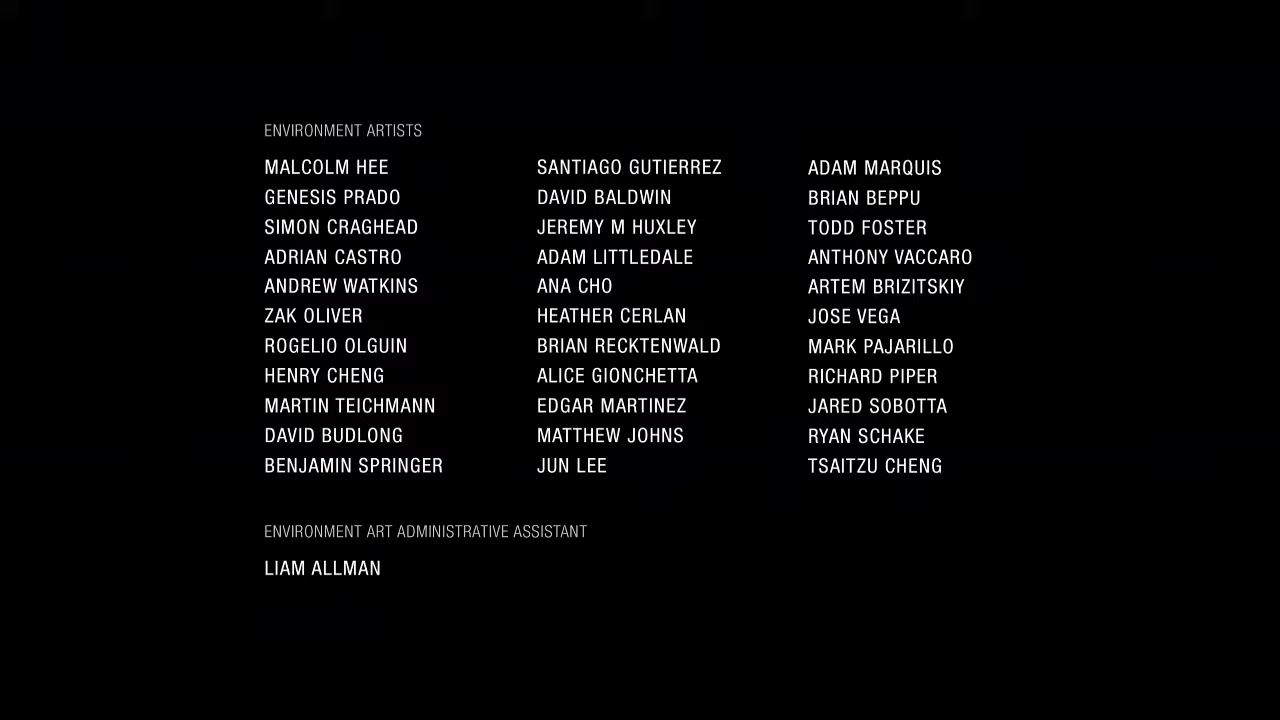 ENVIRONMENT ARTISTS
MALCOLM HEE SANTIAGO GUTIERREZ ADAM MARQUIS
GENESIS PRADO DAVID BALDWIN BRIAN BEPPU
SIMON CRAGHEAD JEREMY M HUXLEY TODD FOSTER
ADRIAN CASTRO ADAM LITTLEDALE ANTHONY VACCARO
ANDREW WATKINS ANA CHO ARTEM BRIZITSKIY
ZAK OLIVER HEATHER CERLAN JOSE VEGA
ROGELIO OLGUIN BRIAN RECKTENWALD MARK PAJARILLO
HENRY CHENG ALICE GIONCHETTA RICHARD PIPER
MARTIN TEICHMANN EDGAR MARTINEZ JARED SOBOTTA
DAVID BUDLONG MATTHEW JOHNS RYAN SCHAKE
BENJAMIN SPRINGER JUN LEE TSAITZU CHENG
ENVIRONMENT ART ADMINISTRATIVE ASSISTANT
LIAM ALLMAN